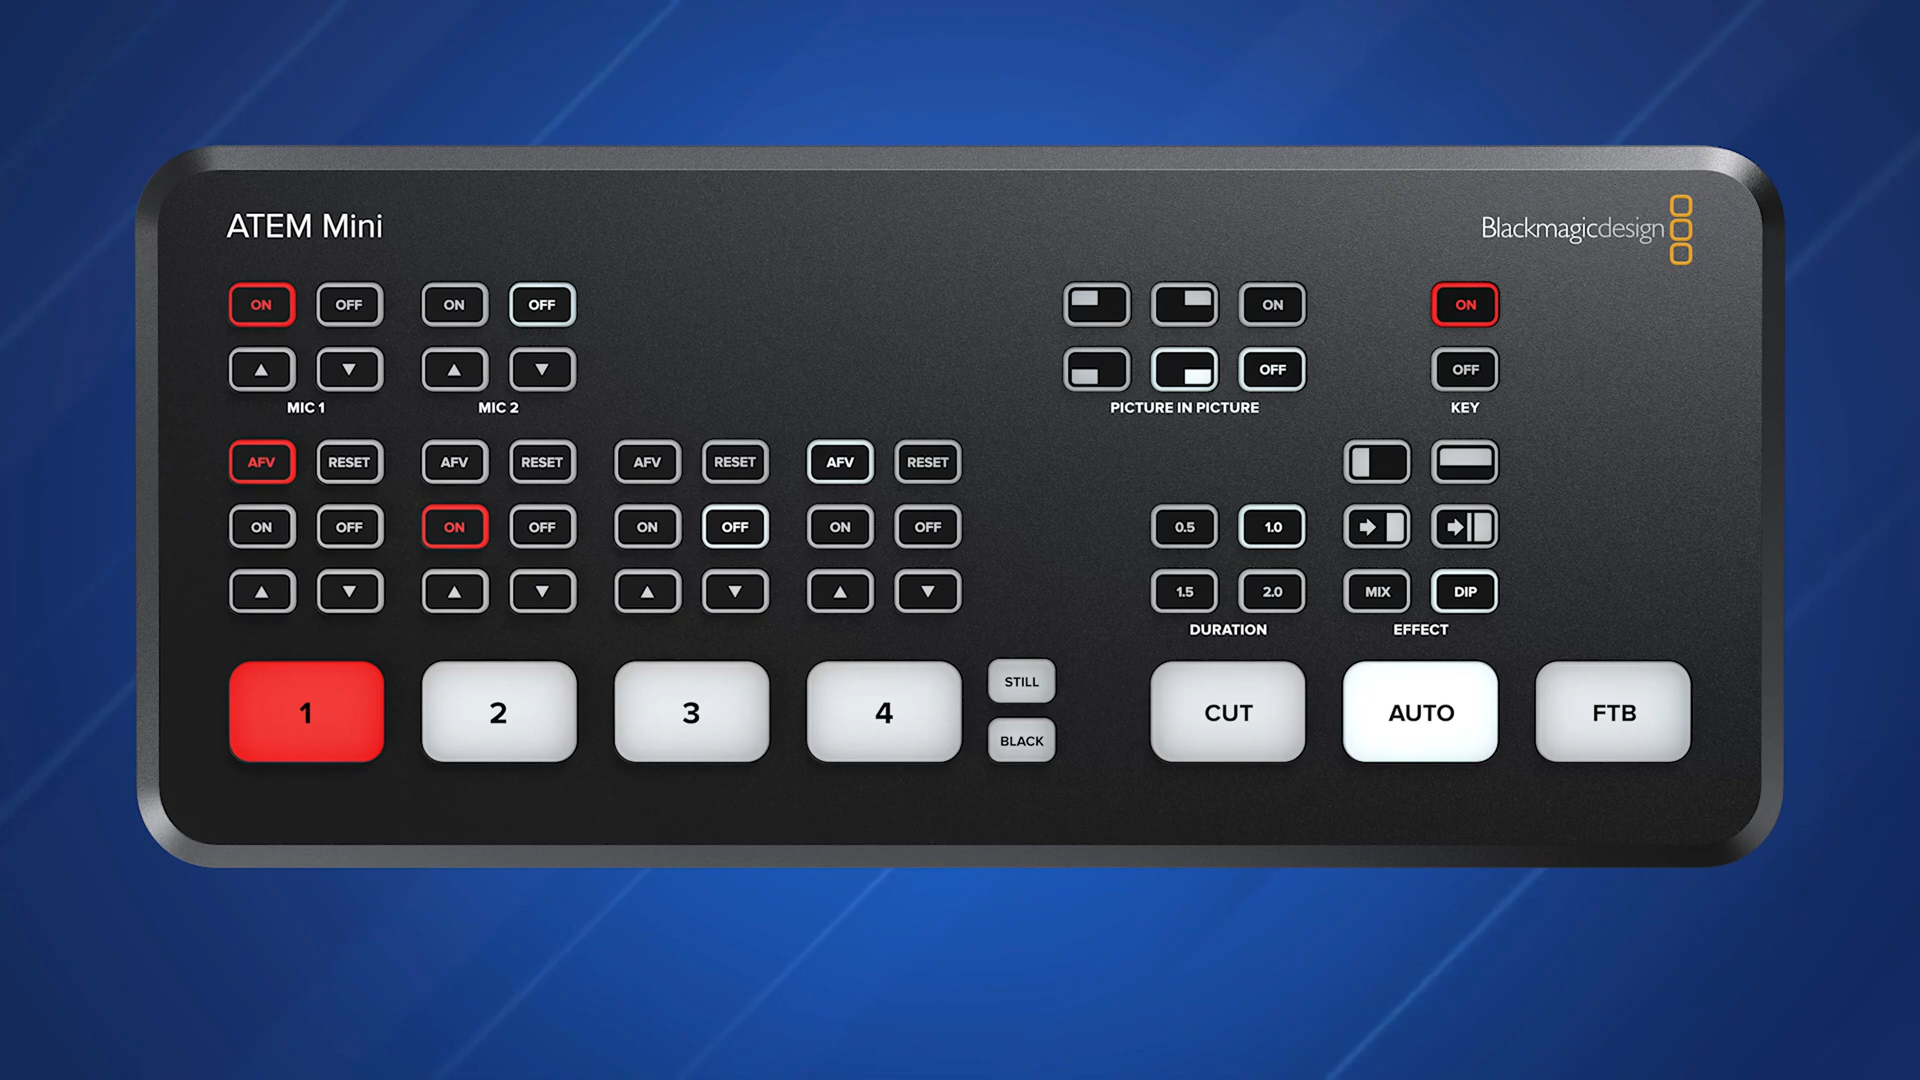 ATEM Mini
Blackmagicdesign
ON OFF ON OFF ON ON
OFF OFF
MIC 1 MIC 2 PICTURE IN PICTURE KEY
AFV RESET AFV RESET AFV RESET AFV RESET
ON OFF ON OFF ON OFF ON OFF 0.5 1.0
1.5 2.0 MIX DIP
DURATION EFFECT
1 2 3 4 STILL CUT AUTO FTB
BLACK